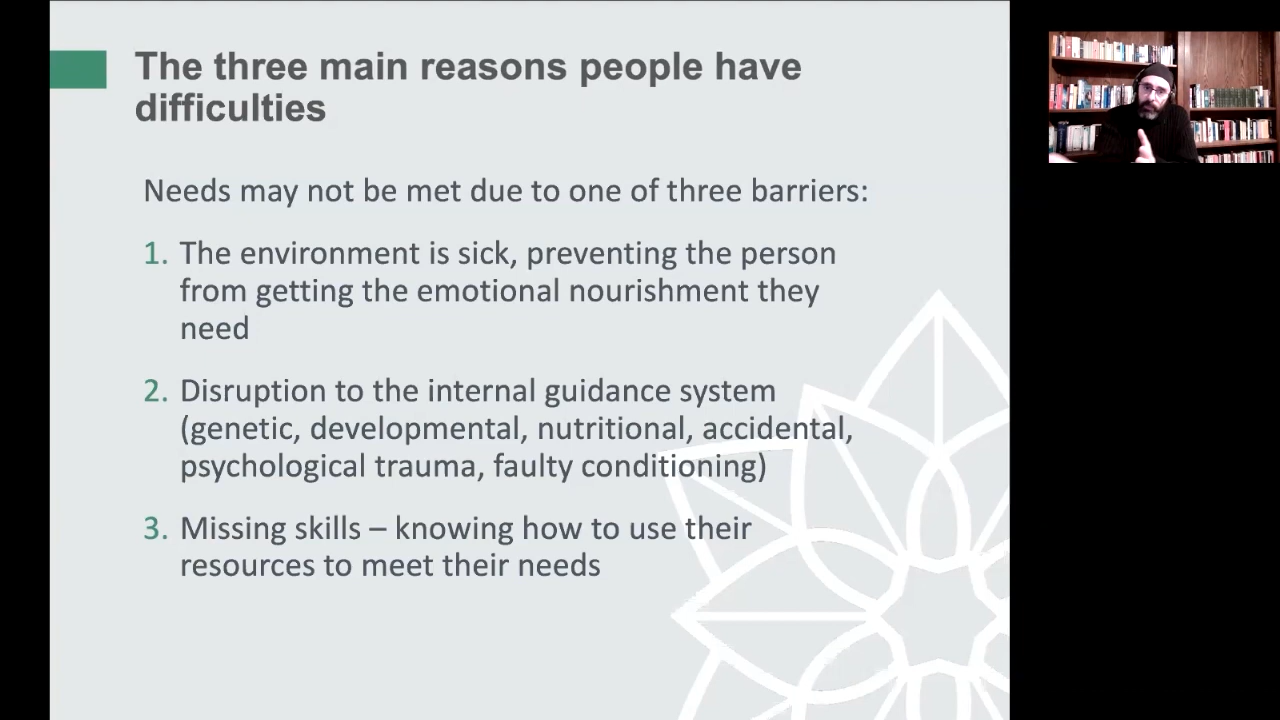 The three main reasons people have
difficulties
Needs may not be met due to one of three barriers:
1. The environment is sick, preventing the person
from getting the emotional nourishment they
need
2. Disruption to the internal guidance system
(genetic, developmental, nutritional, accidental,
psychological trauma, faulty conditioning)
3. Missing skills – knowing how to use their
resources to meet their needs